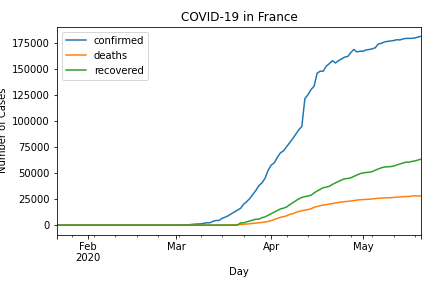 COVID-19 in France
confirmed
deaths
recovered
175000
150000
125000
100000
75000
50000
25000
0
Number of Cases
Feb
2020
Mar
Apr
May
Day